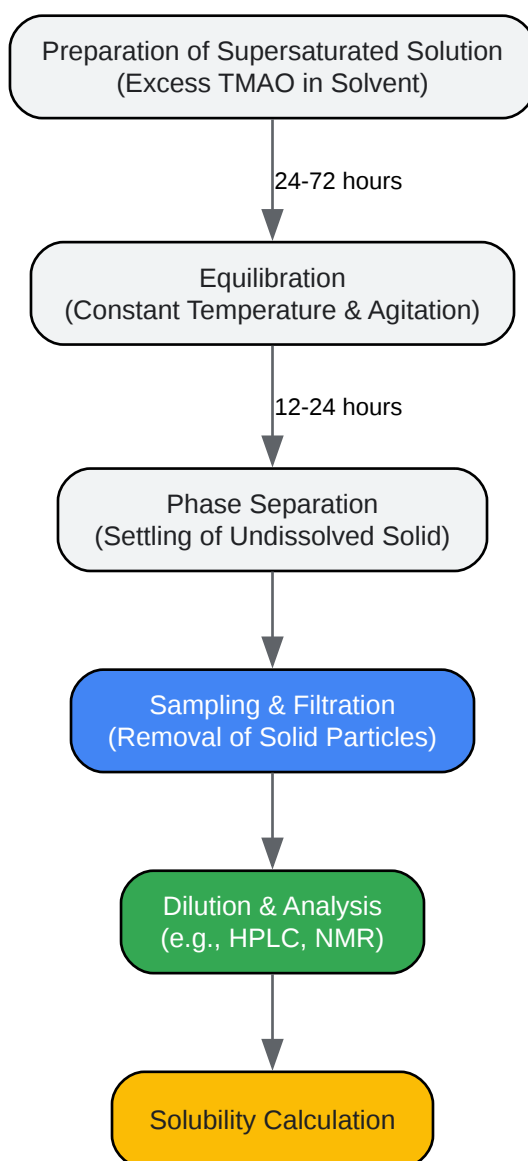 Preparation of Supersaturated Solution
(Excess TMAO in Solvent)
24-72 hours
Equilibration
(Constant Temperature & Agitation)
12-24 hours
Phase Separation
(Settling of Undissolved Solid)
Sampling & Filtration
(Removal of Solid Particles)
Dilution & Analysis
(e.g., HPLC, NMR)
Solubility Calculation